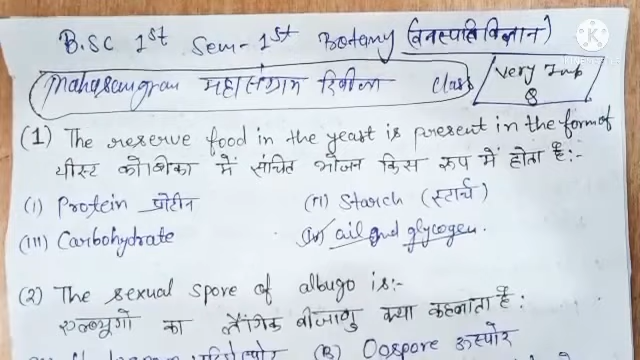 B.SC 1st Sem-1st Botany (वनस्पति विज्ञान)
Mahasangram महासंग्राम रिवीजन Class
Very Imp
Q
(1) The reserve food in the yeast is present in the form of
यीस्ट कोशिका में संचित भोजन किस रूप में होता है:-
(i) Protein प्रोटीन (ii) Starch (स्टार्च)
(iii) Carbohydrate (iv) oil and glycogen.
(2) The sexual spore of albugo is:-
एल्ब्यूगो का लैंगिक बीजाणु क्या कहलाता है:
(B) Oospore ऊस्पोर